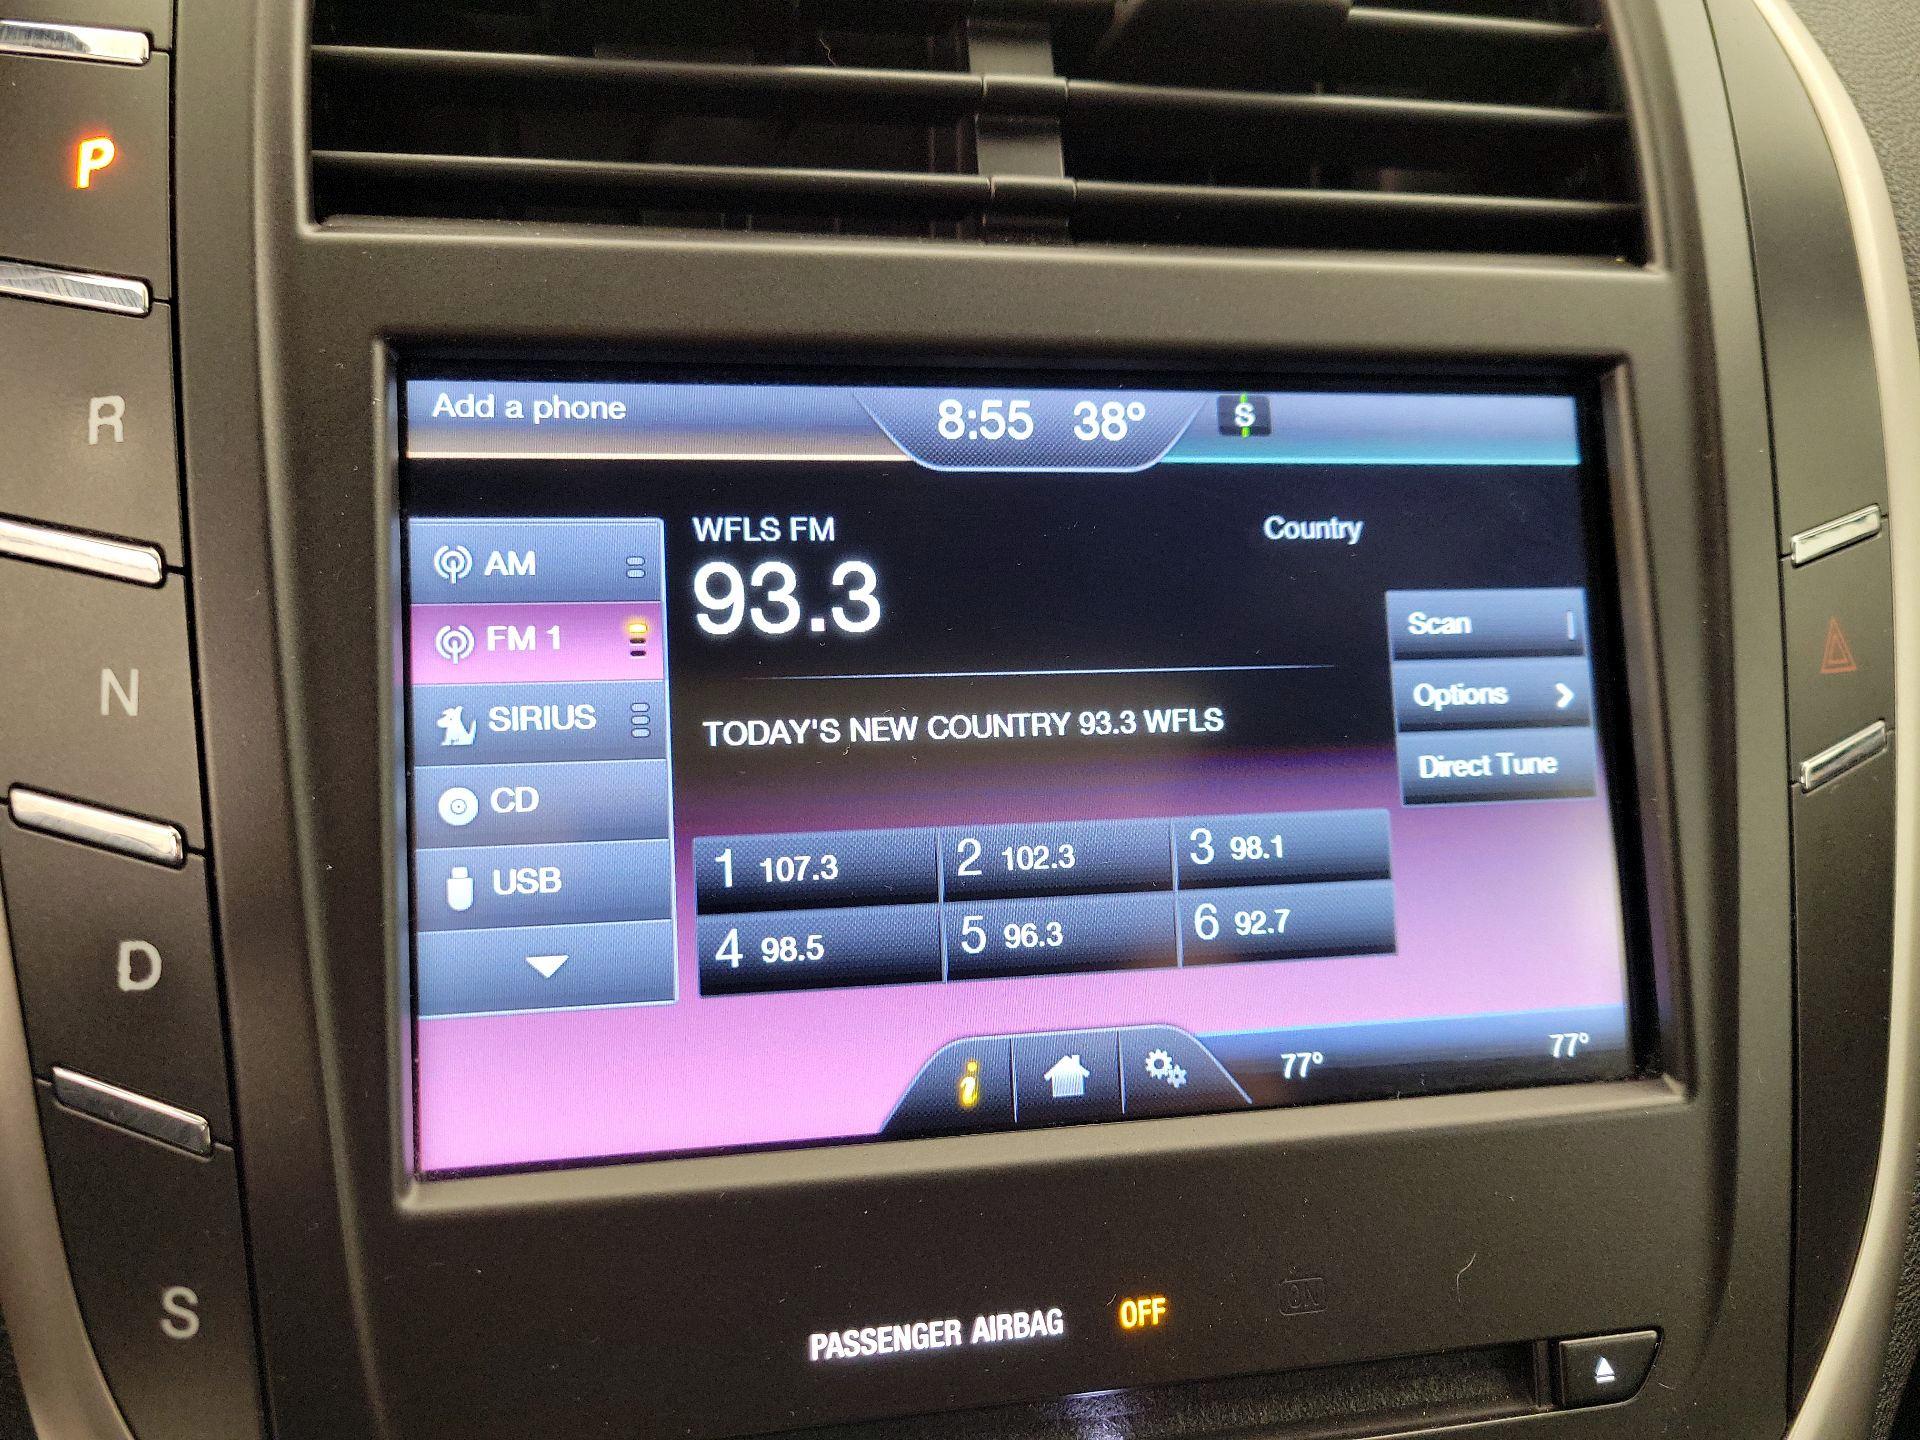 P
R
N
D
S
Add a phone
8:55 38°
S
AM
FM 1
SIRIUS
CD
USB
WFLS FM
Country
93.3
TODAY'S NEW COUNTRY 93.3 WFLS
Scan
Options
Direct Tune
1 107.3
2 102.3
3 98.1
4 98.5
5 96.3
6 92.7
i
77°
77°
PASSENGER AIRBAG OFF
ON